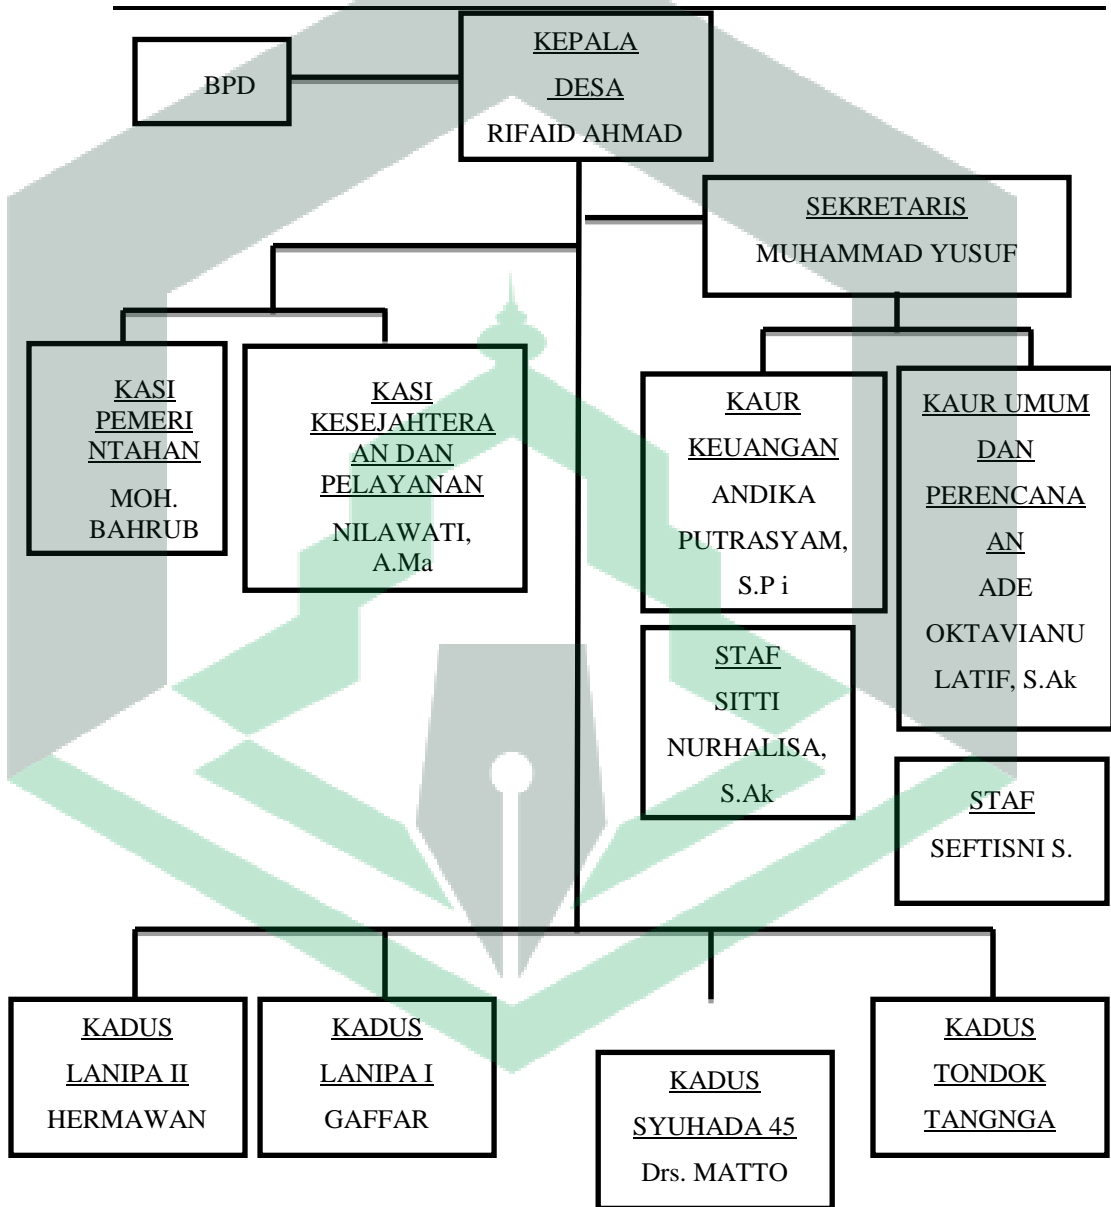 BPD
KEPALA
DESA
RIFAID AHMAD
SEKRETARIS
MUHAMMAD YUSUF
KASI
PEMERI
NTAHAN
MOH.
BAHRUB
KASI
KESEJAHTERA
AN DAN
PELAYANAN
NILAWATI,
A.Ma
KAUR
KEUANGAN
ANDIKA
PUTRASYAM,
S.P i
KAUR UMUM
DAN
PERENCANA
AN
ADE
OKTAVIANU
LATIF, S.Ak
STAF
SITTI
NURHALISA,
S.Ak
STAF
SEFTISNI S.
KADUS
LANIPA II
HERMAWAN
KADUS
LANIPA I
GAFFAR
KADUS
SYUHADA 45
Drs. MATTO
KADUS
TONDOK
TANGNGA